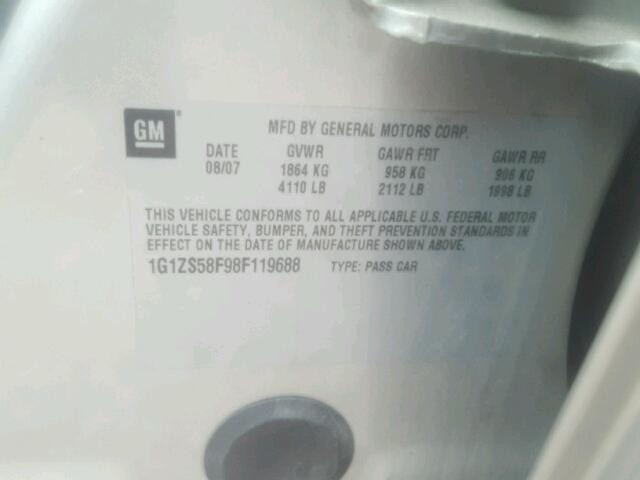 GM
MFD BY GENERAL MOTORS CORP.
DATE GVWR GAWR FRT GAWR RR
08/07 1864 KG 958 KG 906 KG
4110 LB 2112 LB 1998 LB
THIS VEHICLE CONFORMS TO ALL APPLICABLE U.S. FEDERAL MOTOR
VEHICLE SAFETY, BUMPER, AND THEFT PREVENTION STANDARDS IN
EFFECT ON THE DATE OF MANUFACTURE SHOWN ABOVE.
1G1ZS58F98F119688 TYPE: PASS CAR